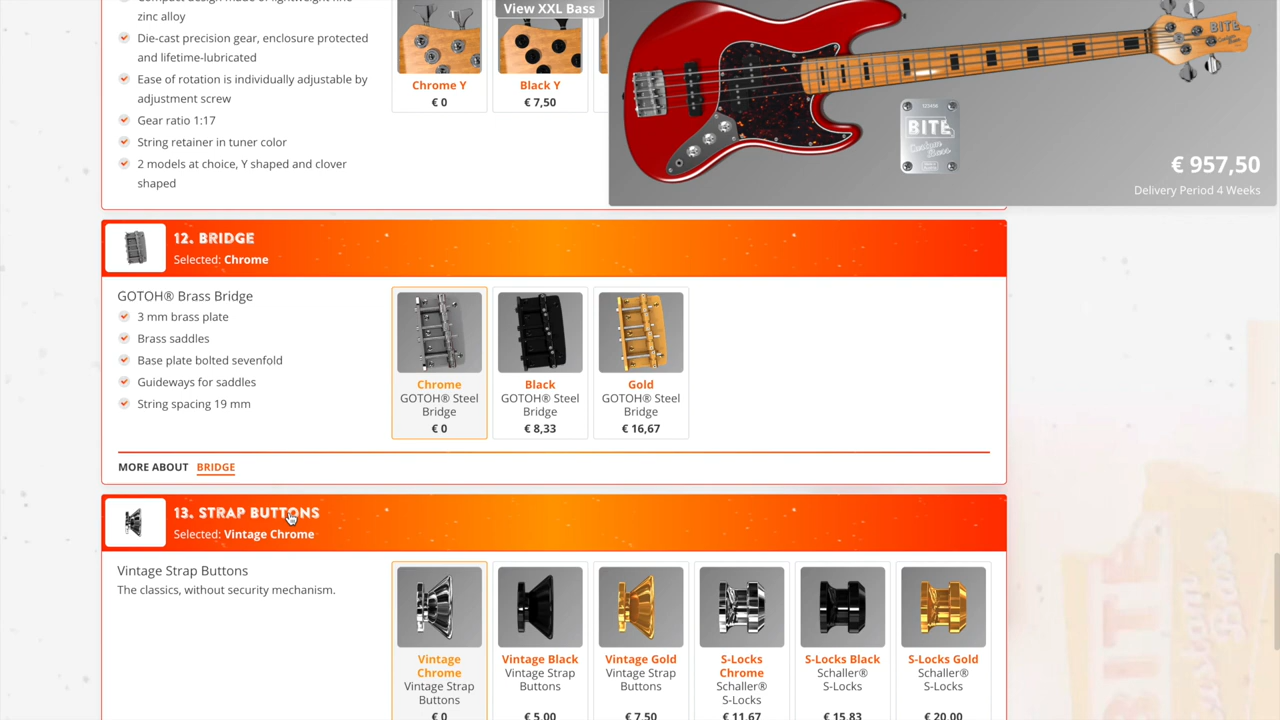 zinc alloy
Die-cast precision gear, enclosure protected
and lifetime-lubricated
Ease of rotation is individually adjustable by
adjustment screw
Gear ratio 1:17
String retainer in tuner color
2 models at choice, Y shaped and clover
shaped
View XXL Bass
Chrome Y
€ 0
Black Y
€ 7,50
BITE
123456
BITE
Custom
Bass
€ 957,50
Delivery Period 4 Weeks
12. BRIDGE
Selected: Chrome
GOTOH® Brass Bridge
3 mm brass plate
Brass saddles
Base plate bolted sevenfold
Guideways for saddles
String spacing 19 mm
Chrome
GOTOH® Steel
Bridge
€ 0
Black
GOTOH® Steel
Bridge
€ 8,33
Gold
GOTOH® Steel
Bridge
€ 16,67
MORE ABOUT BRIDGE
13. STRAP BUTTONS
Selected: Vintage Chrome
Vintage Strap Buttons
The classics, without security mechanism.
Vintage
Chrome
Vintage Strap
Buttons
€ 0
Vintage Black
Vintage Strap
Buttons
€ 5,00
Vintage Gold
Vintage Strap
Buttons
€ 7,50
S-Locks
Chrome
Schaller®
S-Locks
€ 11,67
S-Locks Black
Schaller®
S-Locks
€ 15,83
S-Locks Gold
Schaller®
S-Locks
€ 20,00